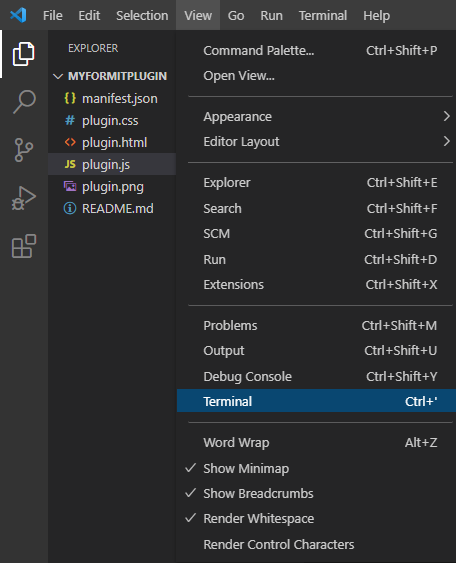 File Edit Selection View Go Run Terminal Help
EXPLORER
MYFORMITPLUGIN
{} manifest.json
# plugin.css
<> plugin.html
JS plugin.js
plugin.png
README.md
Command Palette... Ctrl+Shift+P
Open View...
Appearance
Editor Layout
Explorer Ctrl+Shift+E
Search Ctrl+Shift+F
SCM Ctrl+Shift+G
Run Ctrl+Shift+D
Extensions Ctrl+Shift+X
Problems Ctrl+Shift+M
Output Ctrl+Shift+U
Debug Console Ctrl+Shift+Y
Terminal Ctrl+'
Word Wrap Alt+Z
Show Minimap
Show Breadcrumbs
Render Whitespace
Render Control Characters